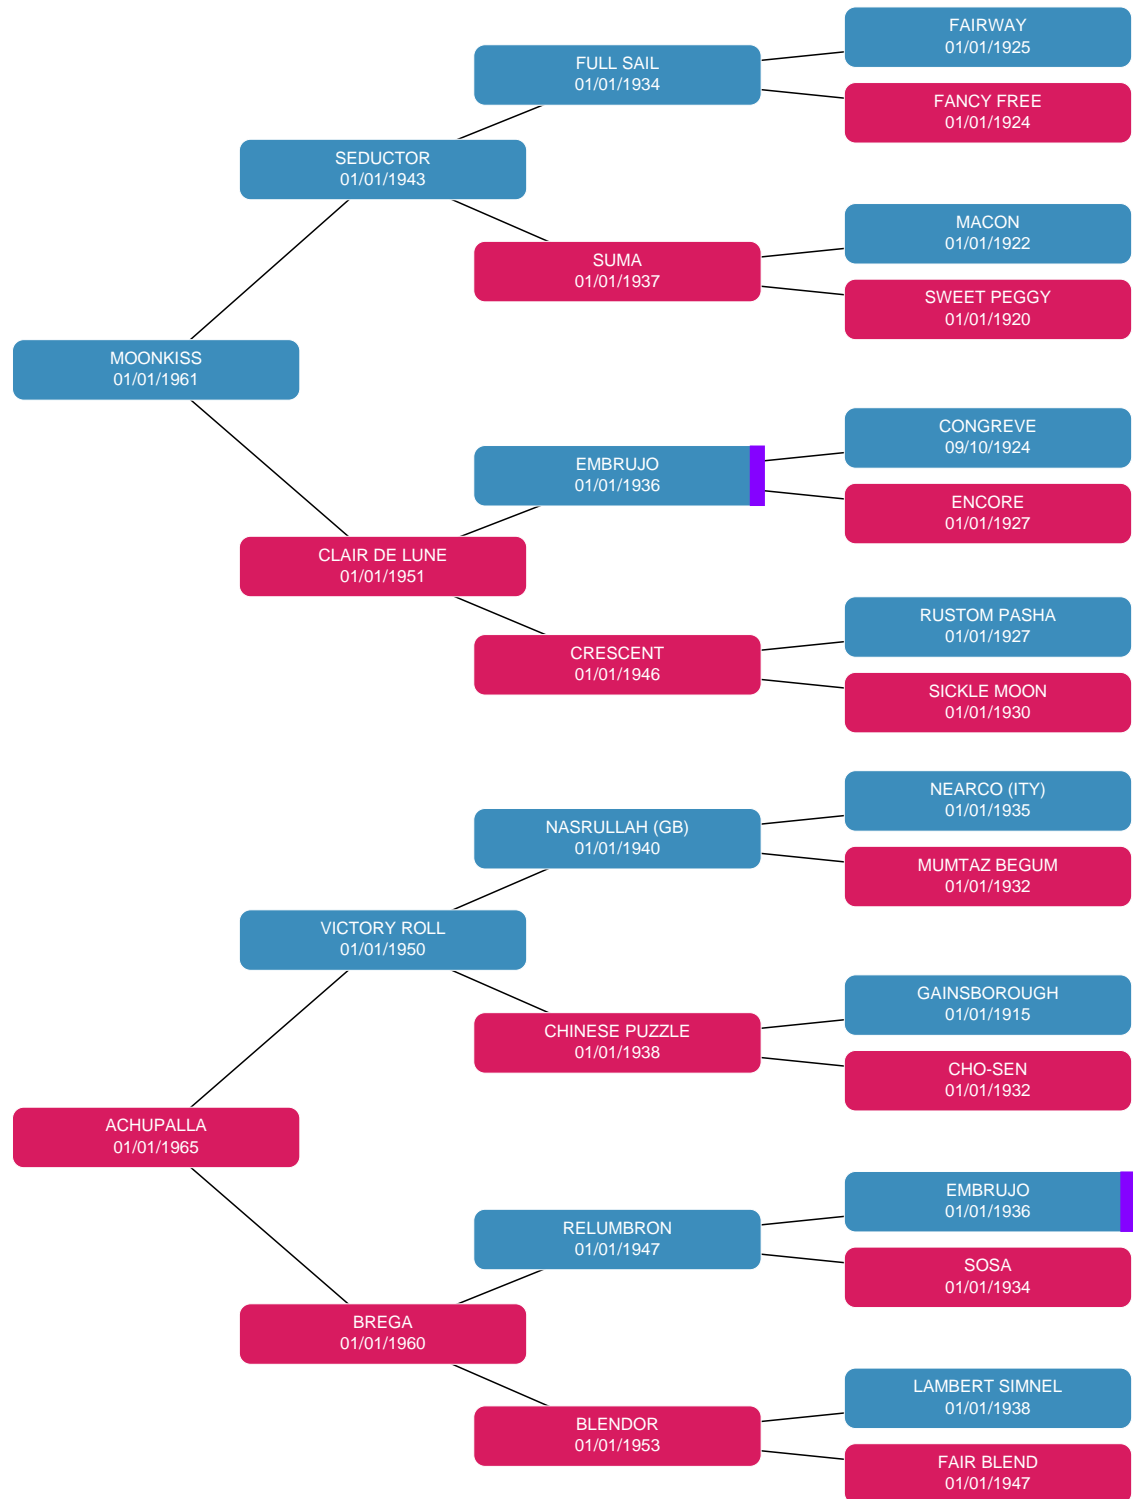 FAIRWAY
01/01/1925
FULL SAIL
01/01/1934
FANCY FREE
01/01/1924
SEDUCTOR
01/01/1943
MACON
01/01/1922
SUMA
01/01/1937
SWEET PEGGY
01/01/1920
MOONKISS
01/01/1961
CONGREVE
09/10/1924
EMBRUJO
01/01/1936
ENCORE
01/01/1927
CLAIR DE LUNE
01/01/1951
RUSTOM PASHA
01/01/1927
CRESCENT
01/01/1946
SICKLE MOON
01/01/1930
NEARCO (ITY)
01/01/1935
NASRULLAH (GB)
01/01/1940
MUMTAZ BEGUM
01/01/1932
VICTORY ROLL
01/01/1950
GAINSBOROUGH
01/01/1915
CHINESE PUZZLE
01/01/1938
CHO-SEN
01/01/1932
ACHUPALLA
01/01/1965
EMBRUJO
01/01/1936
RELUMBRON
01/01/1947
SOSA
01/01/1934
BREGA
01/01/1960
LAMBERT SIMNEL
01/01/1938
BLENDOR
01/01/1953
FAIR BLEND
01/01/1947